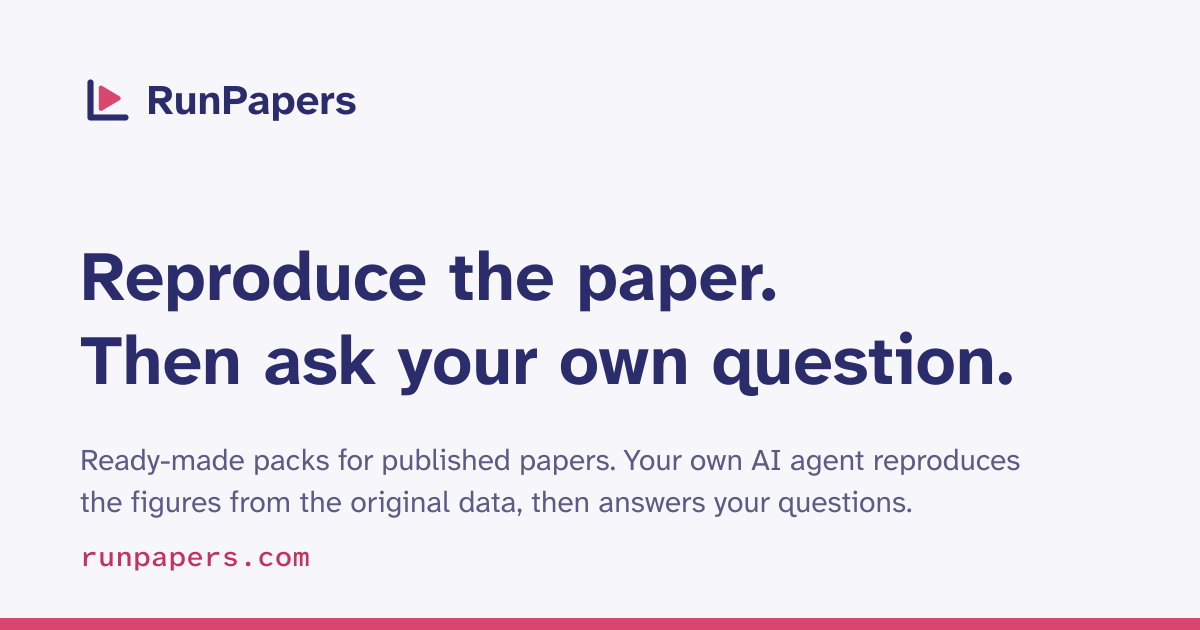 RunPapers
Reproduce the paper.
Then ask your own question.
Ready-made packs for published papers. Your own AI agent reproduces
the figures from the original data, then answers your questions.
runpapers.com